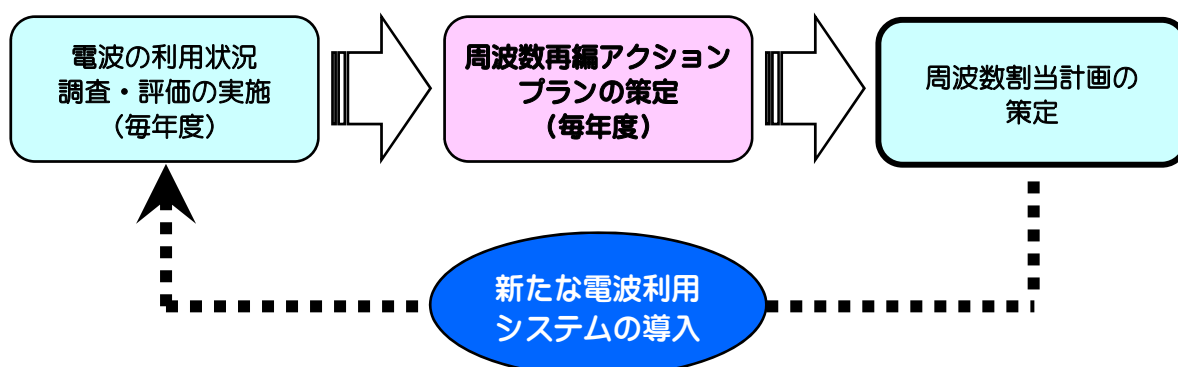 電波の利用状況
調査・評価の実施
（毎年度）
周波数再編アクション
プランの策定
（毎年度）
周波数割当計画の
策定
新たな電波利用
システムの導入